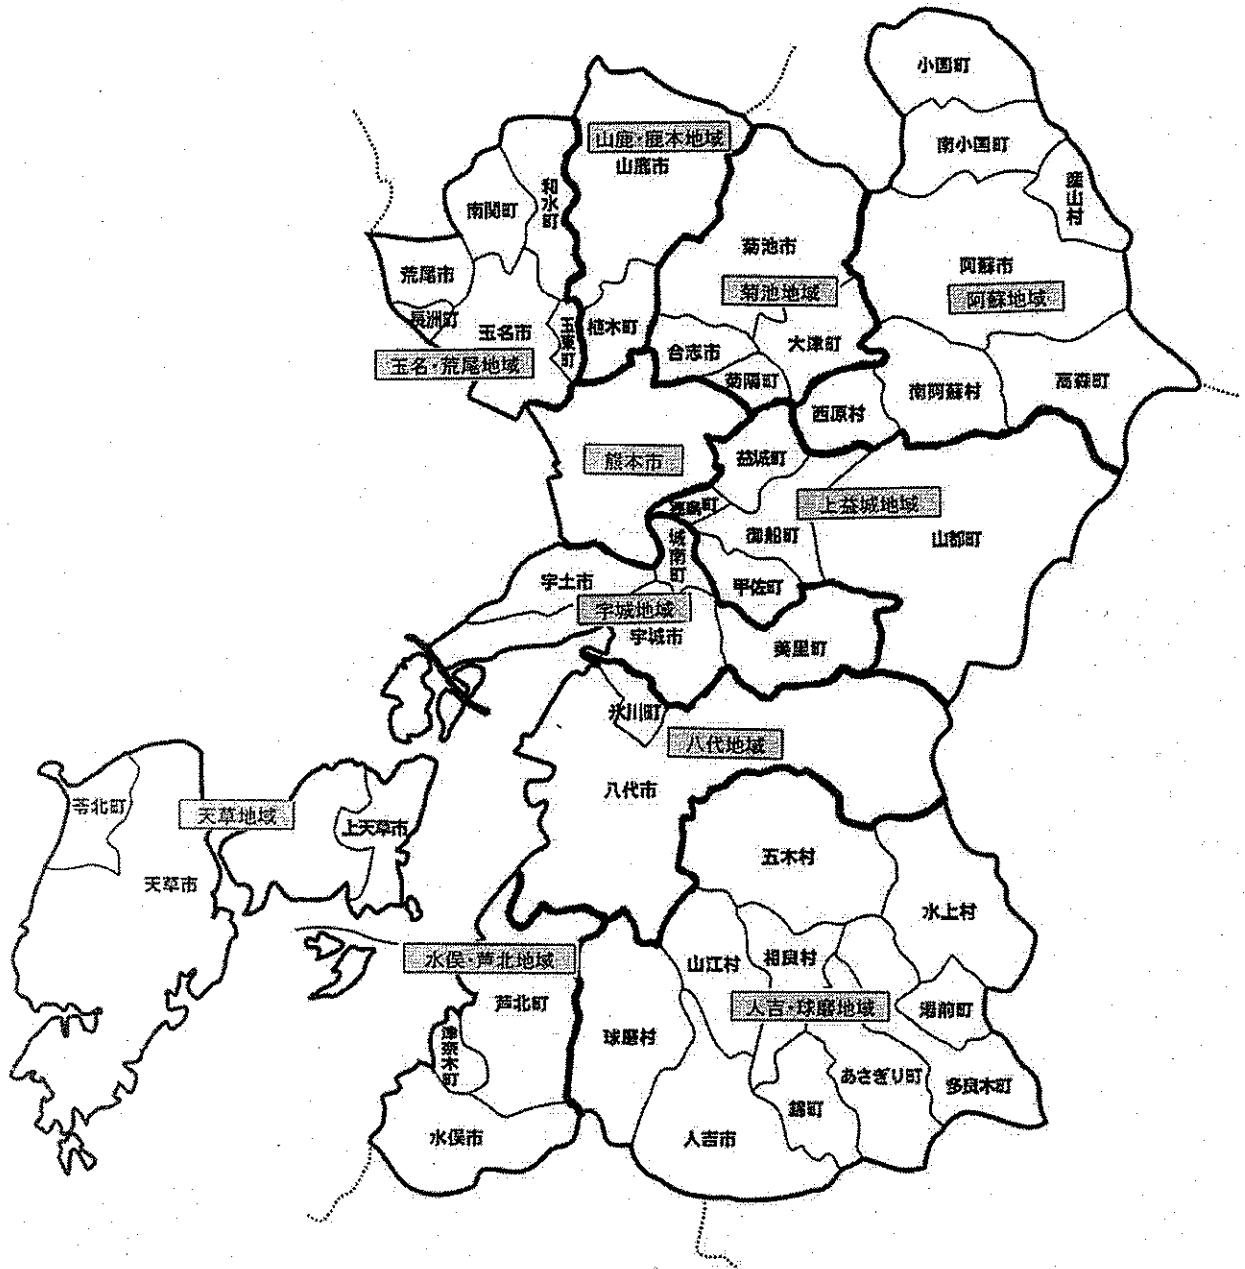 小国町
南小国町
産山村
山鹿・鹿本地域
山鹿市
和水町
南関町
菊池市
阿蘇市
荒尾市
菊池地域
阿蘇地域
長洲町
玉名市
玉東町
植木町
合志市
大津町
玉名・荒尾地域
菊陽町
南阿蘇村
高森町
西原村
熊本市
益城町
上益城地域
嘉島町
御船町
山都町
城南町
宇土市
甲佐町
宇城地域
宇城市
美里町
氷川町
八代地域
八代市
苓北町
天草地域
上天草市
天草市
五木村
水上村
水俣・芦北地域
山江村
相良村
芦北町
人吉・球磨地域
湯前町
球磨村
津奈木町
あさぎり町
多良木町
錦町
水俣市
人吉市